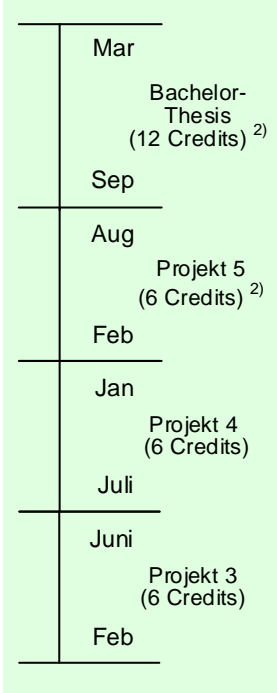 Mar
Bachelor-
Thesis
(12 Credits) 2)
Sep
Aug
Projekt 5
(6 Credits) 2)
Feb
Jan
Projekt 4
(6 Credits)
Juli
Juni
Projekt 3
(6 Credits)
Feb